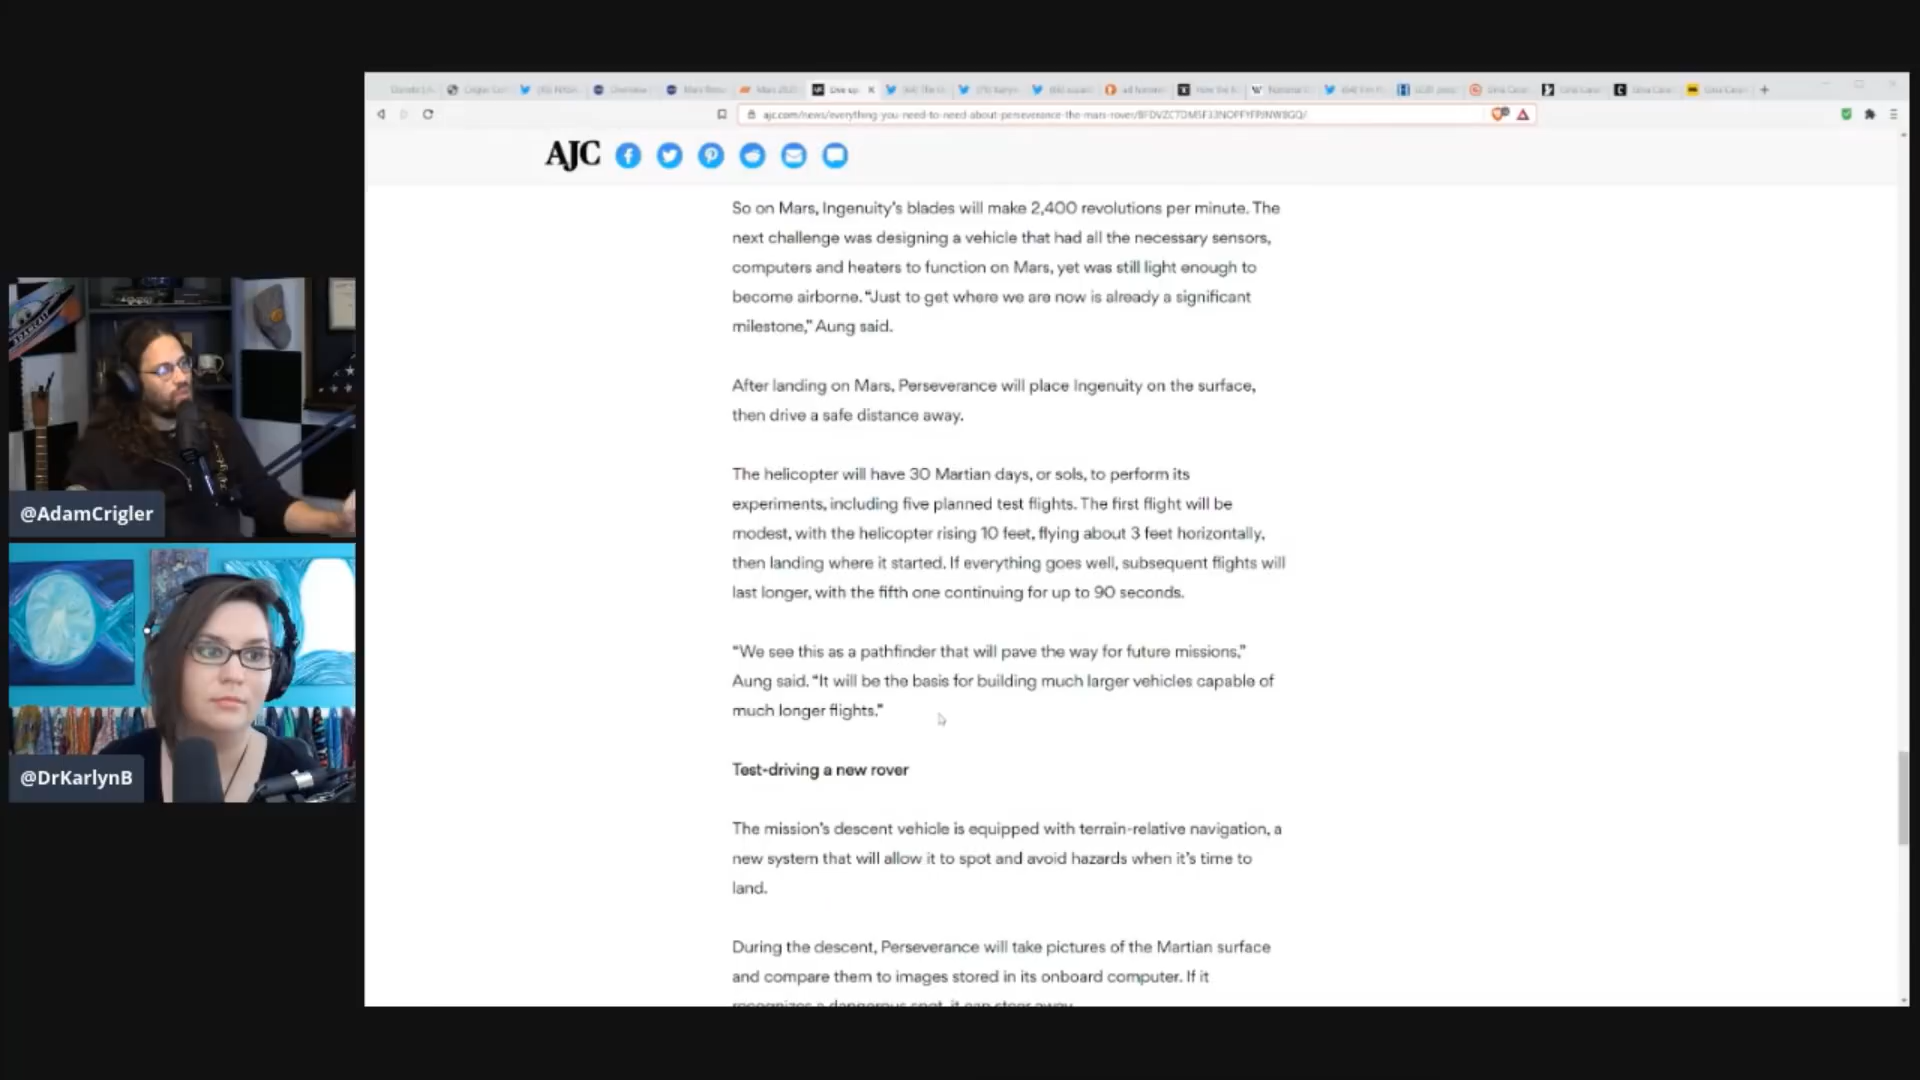 Live up
ajc.com/news/everything-you-need-to-need-about-perseverance-the-mars-rover/
AJC
So on Mars, Ingenuity's blades will make 2,400 revolutions per minute. The
next challenge was designing a vehicle that had all the necessary sensors,
computers and heaters to function on Mars, yet was still light enough to
become airborne. “Just to get where we are now is already a significant
milestone,” Aung said.
After landing on Mars, Perseverance will place Ingenuity on the surface,
then drive a safe distance away.
The helicopter will have 30 Martian days, or sols, to perform its
experiments, including five planned test flights. The first flight will be
modest, with the helicopter rising 10 feet, flying about 3 feet horizontally,
then landing where it started. If everything goes well, subsequent flights will
last longer, with the fifth one continuing for up to 90 seconds.
“We see this as a pathfinder that will pave the way for future missions,”
Aung said. “It will be the basis for building much larger vehicles capable of
much longer flights.”
Test-driving a new rover
The mission's descent vehicle is equipped with terrain-relative navigation, a
new system that will allow it to spot and avoid hazards when it's time to
land.
During the descent, Perseverance will take pictures of the Martian surface
and compare them to images stored in its onboard computer. If it
recognizes a dangerous spot, it can steer away.
@AdamCrigler
@DrKarlynB